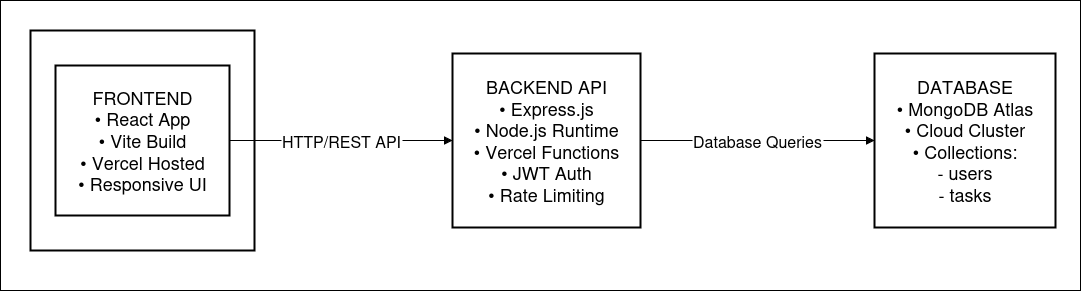 FRONTEND
• React App
• Vite Build
• Vercel Hosted
• Responsive UI
HTTP/REST API
BACKEND API
• Express.js
• Node.js Runtime
• Vercel Functions
• JWT Auth
• Rate Limiting
Database Queries
DATABASE
• MongoDB Atlas
• Cloud Cluster
• Collections:
- users
- tasks